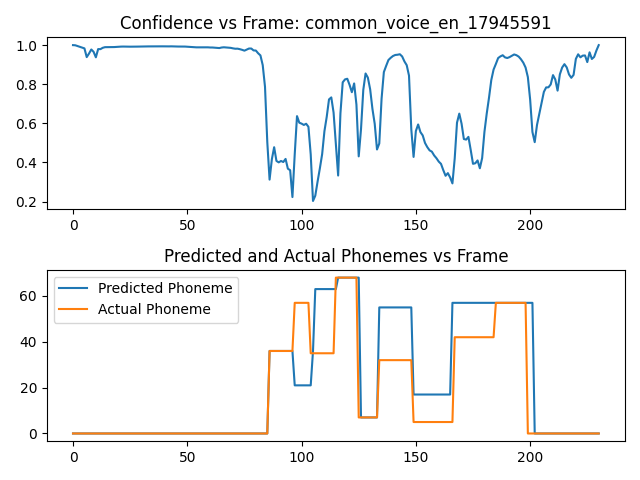 Confidence vs Frame: common_voice_en_17945591
1.0
0.8
0.6
0.4
0.2
0 50 100 150 200
Predicted and Actual Phonemes vs Frame
Predicted Phoneme
Actual Phoneme
60
40
20
0
0 50 100 150 200